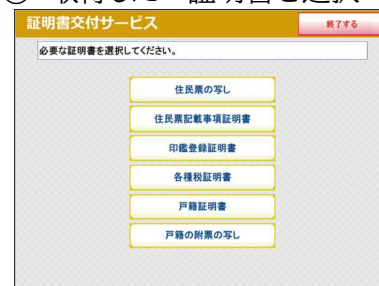 証明書交付サービス
終了する
必要な証明書を選択してください。
住民票の写し
住民票記載事項証明書
印鑑登録証明書
各種税証明書
戸籍証明書
戸籍の附票の写し